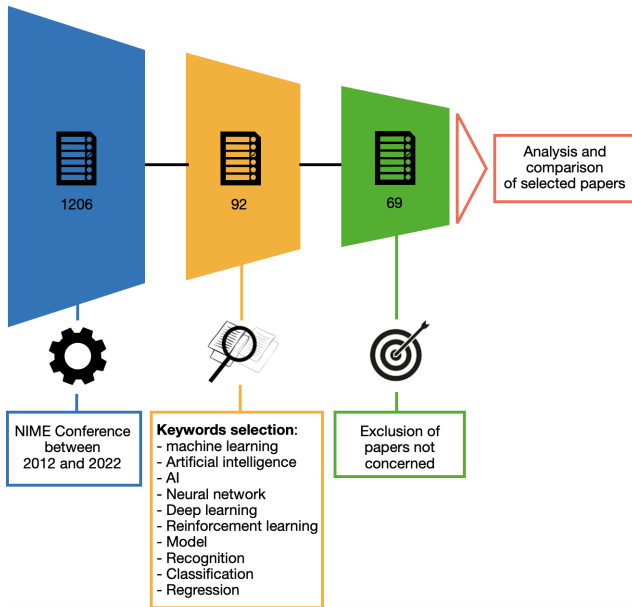 1206
92
69
Analysis and
comparison
of selected papers
NIME Conference
between
2012 and 2022
Keywords selection:
- machine learning
- Artificial intelligence
- AI
- Neural network
- Deep learning
- Reinforcement learning
- Model
- Recognition
- Classification
- Regression
Exclusion of
papers not
concerned